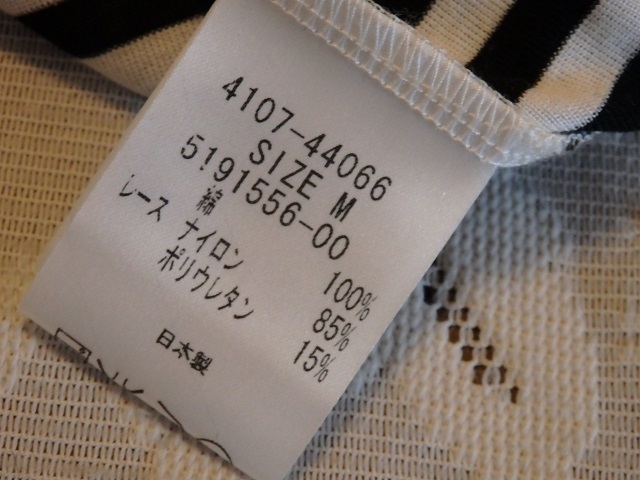 4107-44066
SIZE M
5191556-00
綿 100%
レース ナイロン 85%
ポリウレタン 15%
日本製